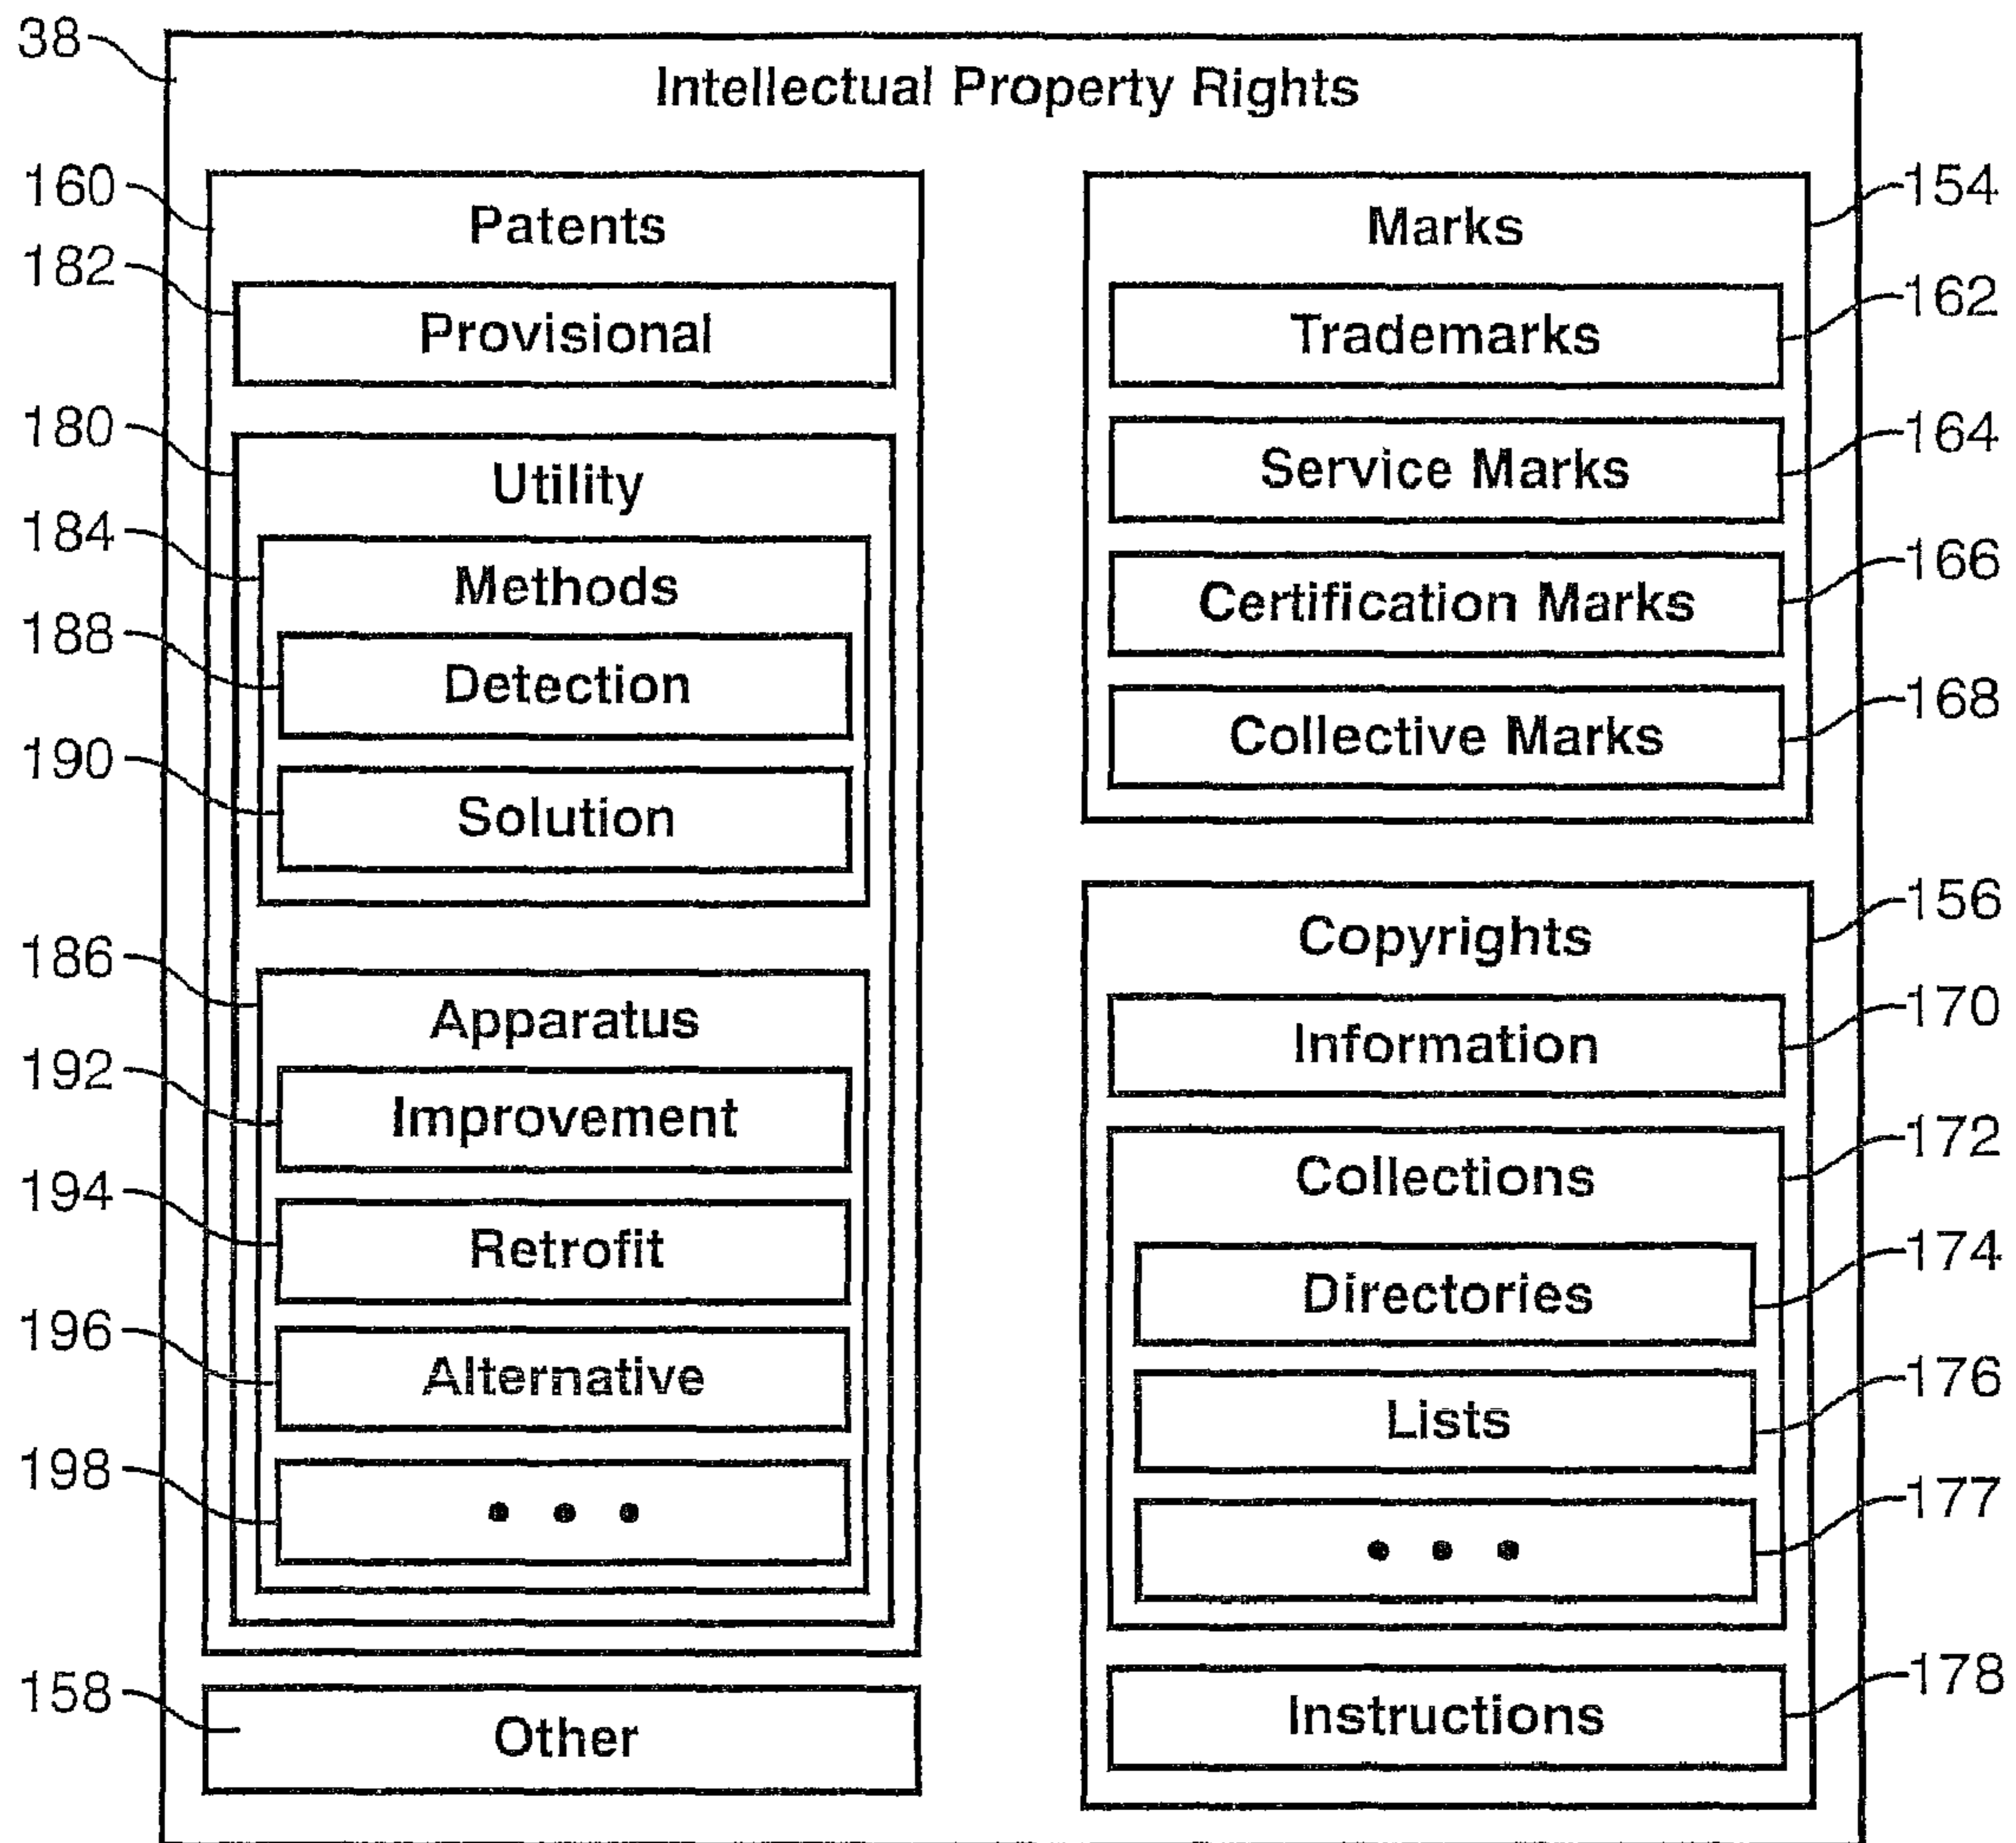 38
Intellectual Property Rights
160
Patents
182
Provisional
180
Utility
184
Methods
188
Detection
190
Solution
186
Apparatus
192
Improvement
194
Retrofit
196
Alternative
198
• • •
158
Other
Marks
154
Trademarks
162
Service Marks
164
Certification Marks
166
Collective Marks
168
Copyrights
156
Information
170
Collections
172
Directories
174
Lists
176
• • •
177
Instructions
178